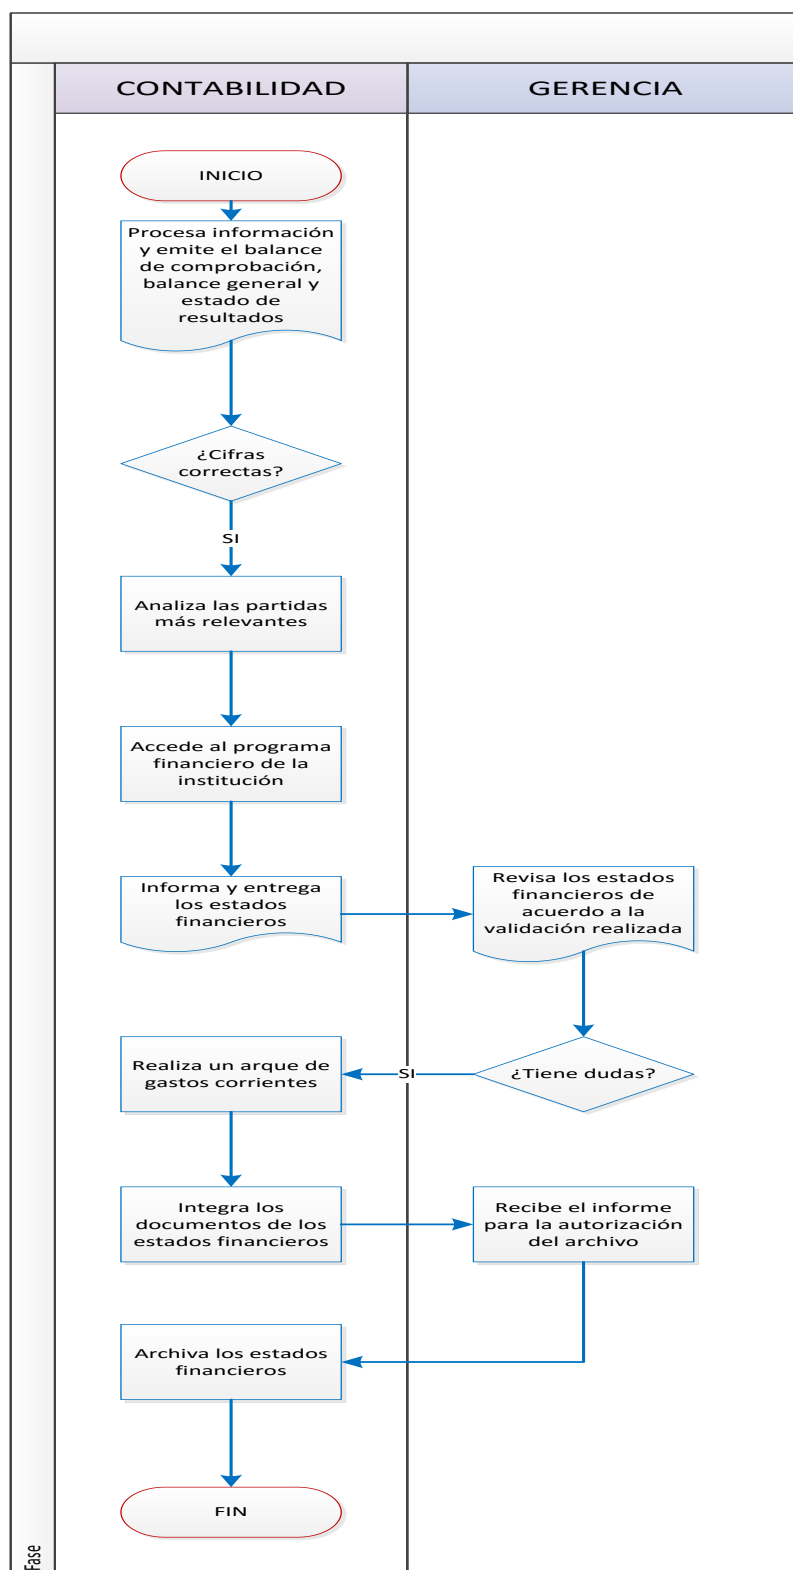 CONTABILIDAD
GERENCIA
INICIO
Procesa información
y emite el balance
de comprobación,
balance general y
estado de
resultados
¿Cifras
correctas?
SI
Analiza las partidas
más relevantes
Accede al programa
financiero de la
institución
Informa y entrega
los estados
financieros
Revisa los estados
financieros de
acuerdo a la
validación realizada
¿Tiene dudas?
SI
Realiza un arque de
gastos corrientes
Integra los
documentos de los
estados financieros
Recibe el informe
para la autorización
del archivo
Archiva los estados
financieros
FIN
Fase